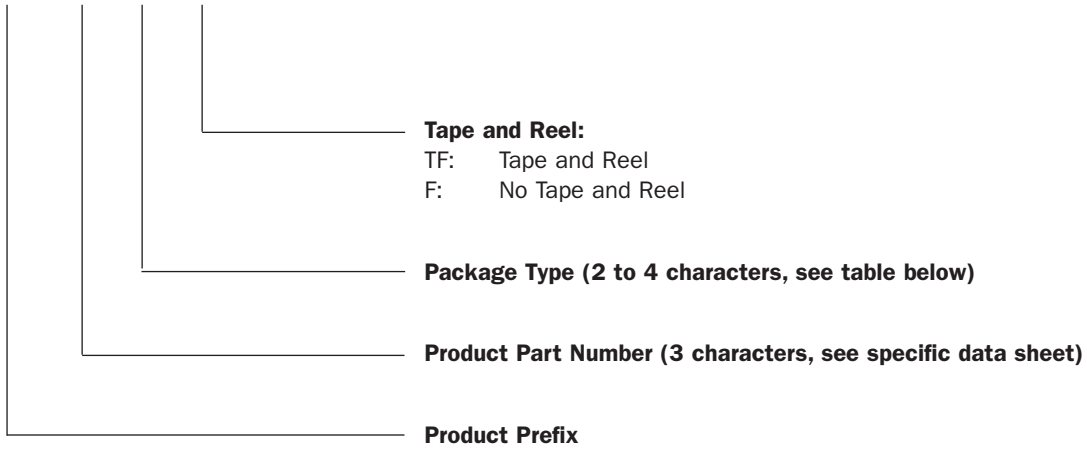 Tape and Reel:
TF: Tape and Reel
F: No Tape and Reel
Package Type (2 to 4 characters, see table below)
Product Part Number (3 characters, see specific data sheet)
Product Prefix